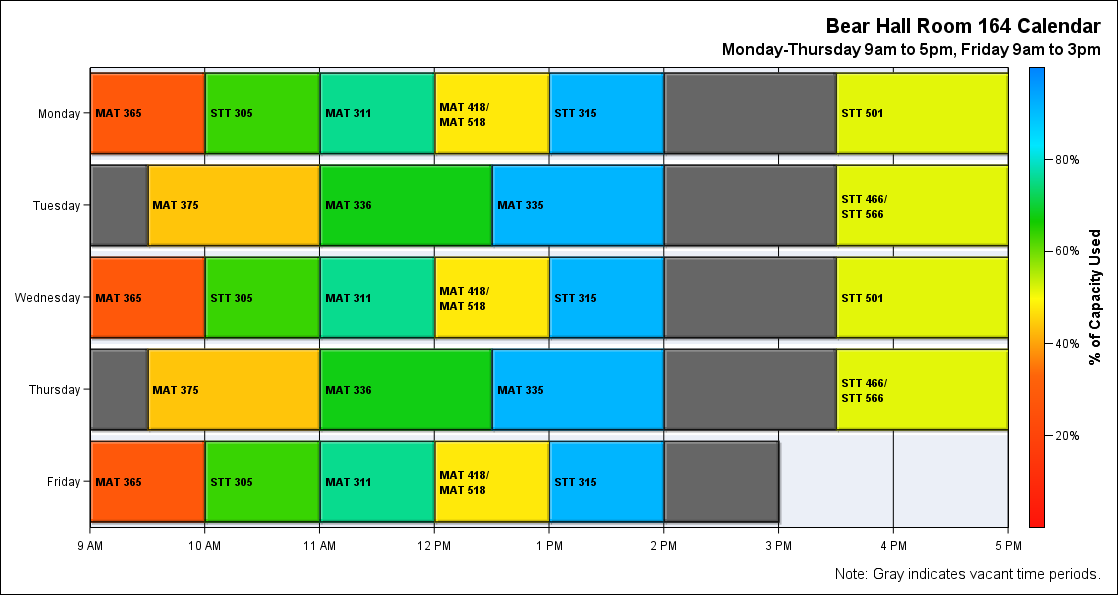 Bear Hall Room 164 Calendar
Monday-Thursday 9am to 5pm, Friday 9am to 3pm
Monday
MAT 365
STT 305
MAT 311
MAT 418/
MAT 518
STT 315
STT 501
Tuesday
MAT 375
MAT 336
MAT 335
STT 466/
STT 566
Wednesday
MAT 365
STT 305
MAT 311
MAT 418/
MAT 518
STT 315
STT 501
Thursday
MAT 375
MAT 336
MAT 335
STT 466/
STT 566
Friday
MAT 365
STT 305
MAT 311
MAT 418/
MAT 518
STT 315
9 AM
10 AM
11 AM
12 PM
1 PM
2 PM
3 PM
4 PM
5 PM
80%
60%
40%
20%
% of Capacity Used
Note: Gray indicates vacant time periods.